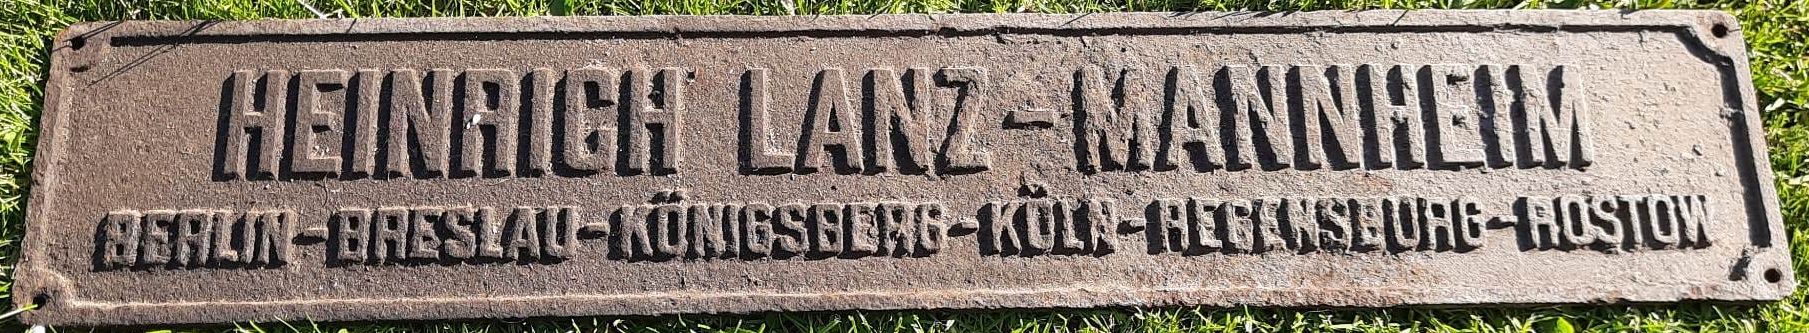 HEINRICH LANZ-MANNHEIM
BERLIN-BRESLAU-KÖNIGSBERG-KÖLN-REGENSBURG-ROSTOW